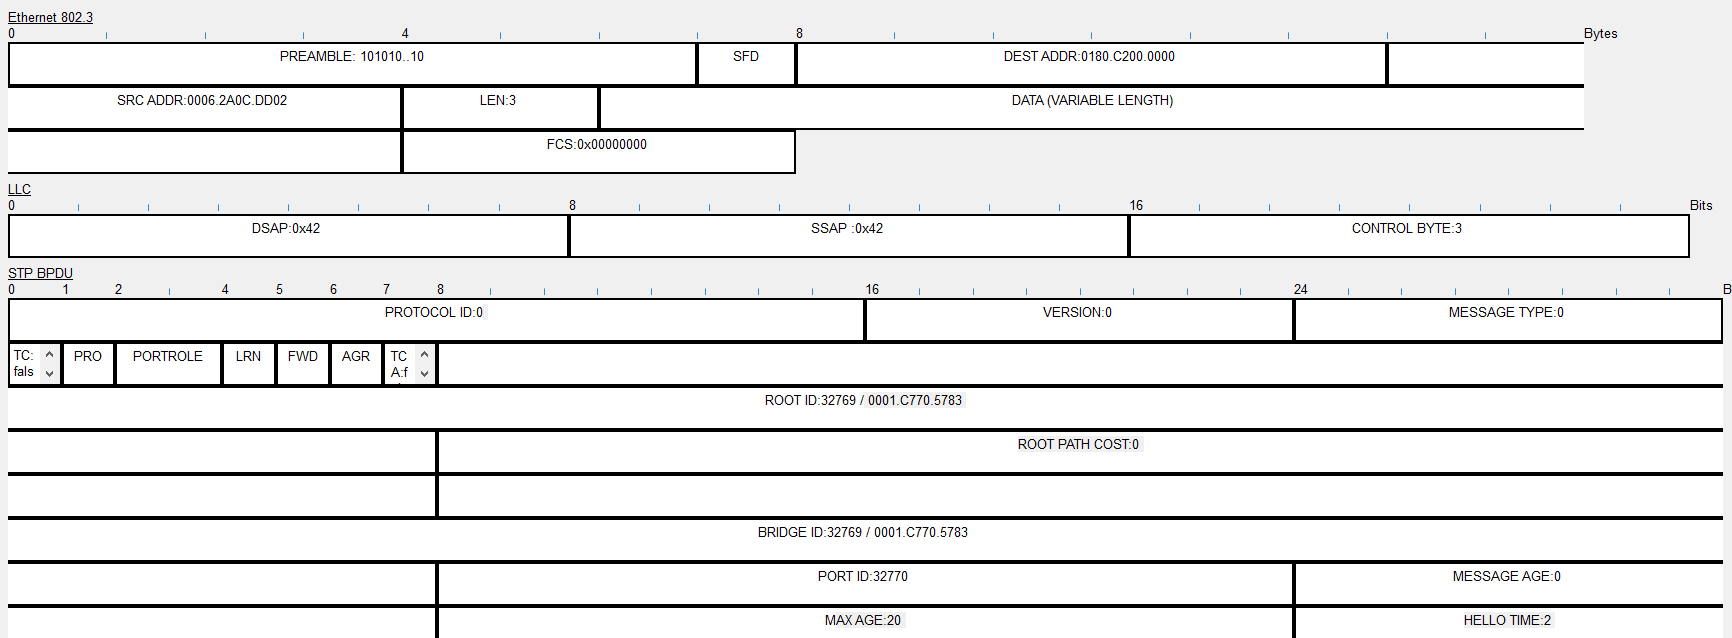 Ethernet 802.3
0 4 8 Bytes
PREAMBLE: 101010..10 SFD DEST ADDR:0180.C200.0000
SRC ADDR:0006.2A0C.DD02 LEN:3 DATA (VARIABLE LENGTH)
FCS:0x00000000
LLC
0 8 16 Bits
DSAP:0x42 SSAP :0x42 CONTROL BYTE:3
STP BPDU
0 1 2 4 5 6 7 8 16 24 B
PROTOCOL ID:0 VERSION:0 MESSAGE TYPE:0
TC: PRO PORTROLE LRN FWD AGR TC
fals A:f
ROOT ID:32769 / 0001.C770.5783
ROOT PATH COST:0
BRIDGE ID:32769 / 0001.C770.5783
PORT ID:32770 MESSAGE AGE:0
MAX AGE:20 HELLO TIME:2